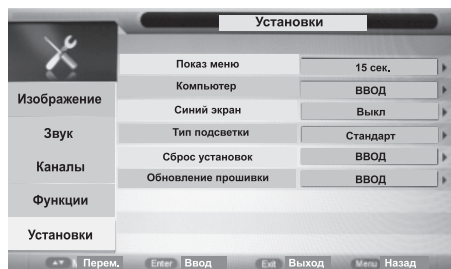 Установки
Показ меню 15 сек.
Компьютер ВВОД
Синий экран Выкл
Тип подсветки Стандарт
Сброс установок ВВОД
Обновление прошивки ВВОД
Изображение
Звук
Каналы
Функции
Установки
Перем. Enter Ввод Exit Выход Menu Назад